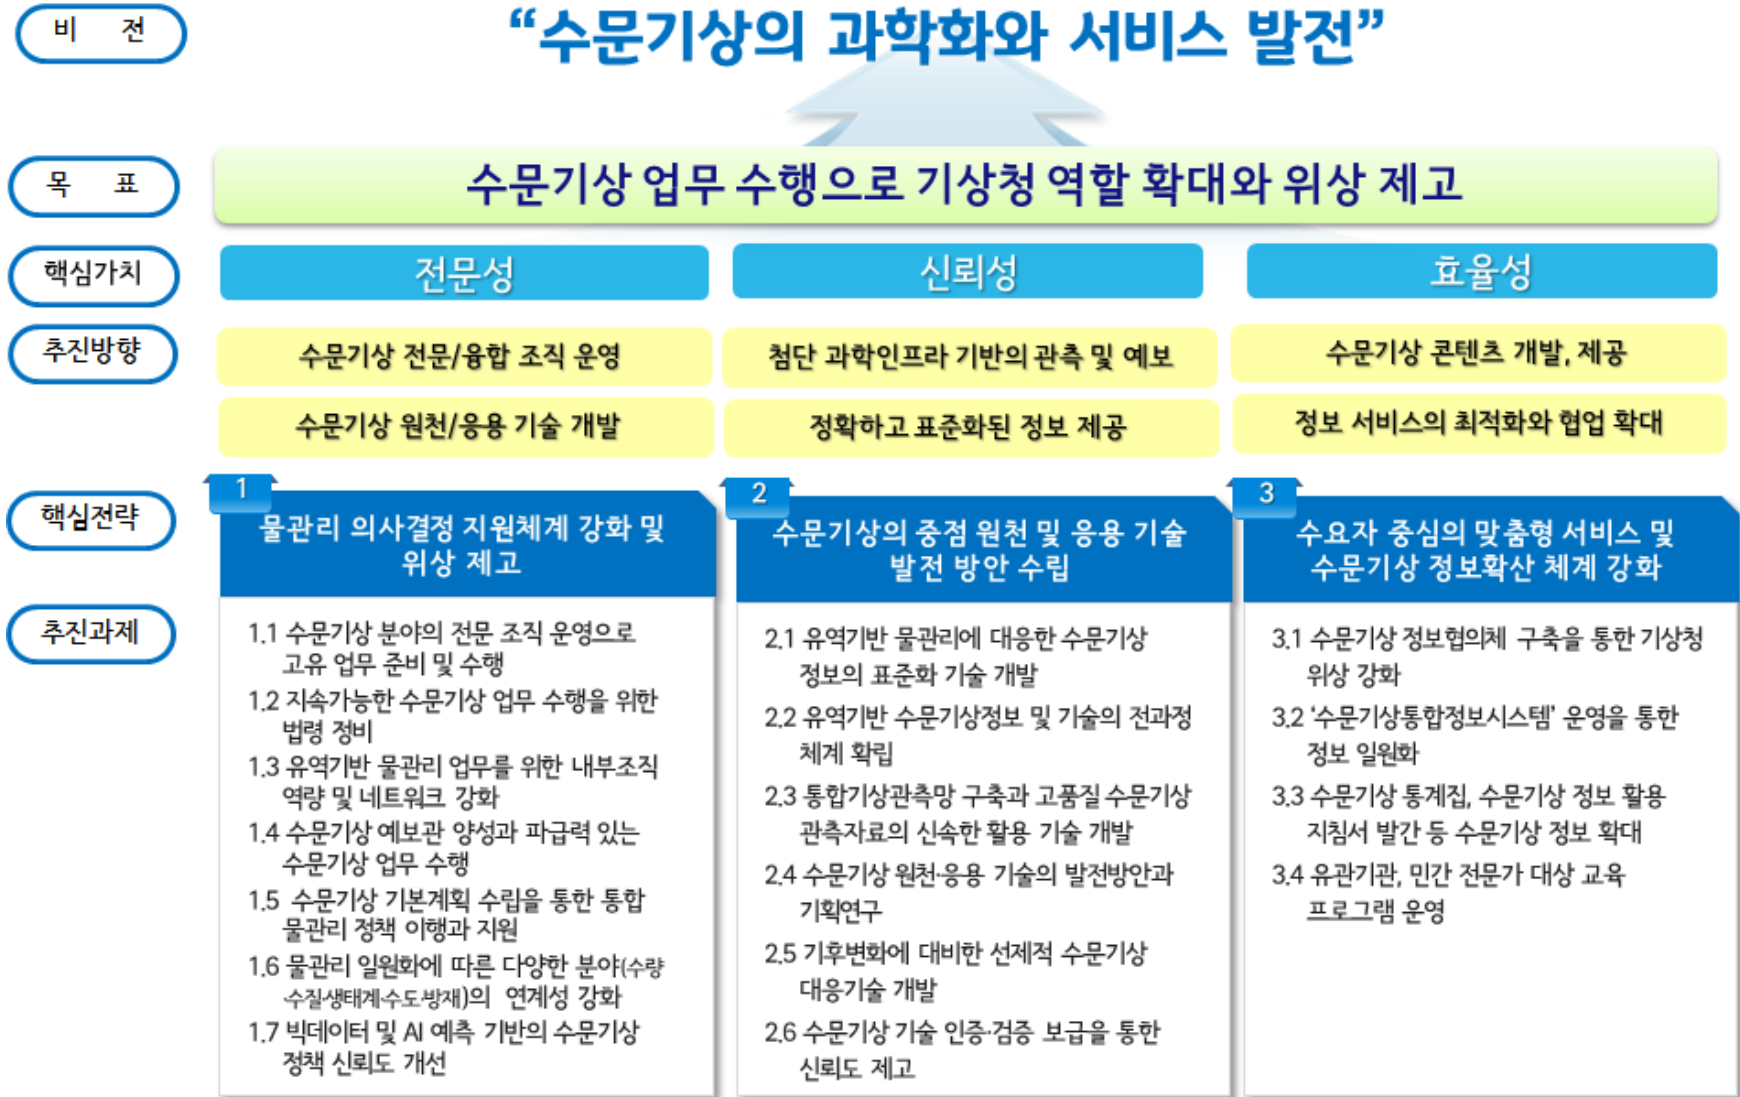 비 전
“수문기상의 과학화와 서비스 발전”
목 표
수문기상 업무 수행으로 기상청 역할 확대와 위상 제고
핵심가치
전문성
신뢰성
효율성
추진방향
수문기상 전문/융합 조직 운영
첨단 과학인프라 기반의 관측 및 예보
수문기상 콘텐츠 개발, 제공
수문기상 원천/응용 기술 개발
정확하고 표준화된 정보 제공
정보 서비스의 최적화와 협업 확대
핵심전략
1
물관리 의사결정 지원체계 강화 및
위상 제고
2
수문기상의 중점 원천 및 응용 기술
발전 방안 수립
3
수요자 중심의 맞춤형 서비스 및
수문기상 정보확산 체계 강화
추진과제
1.1 수문기상 분야의 전문 조직 운영으로
고유 업무 준비 및 수행
1.2 지속가능한 수문기상 업무 수행을 위한
법령 정비
1.3 유역기반 물관리 업무를 위한 내부조직
역량 및 네트워크 강화
1.4 수문기상 예보관 양성과 파급력 있는
수문기상 업무 수행
1.5 수문기상 기본계획 수립을 통한 통합
물관리 정책 이행과 지원
1.6 물관리 일원화에 따른 다양한 분야(수량
·수질·생태계·수도·방재)의 연계성 강화
1.7 빅데이터 및 AI 예측 기반의 수문기상
정책 신뢰도 개선
2.1 유역기반 물관리에 대응한 수문기상
정보의 표준화 기술 개발
2.2 유역기반 수문기상정보 및 기술의 전과정
체계 확립
2.3 통합기상관측망 구축과 고품질 수문기상
관측자료의 신속한 활용 기술 개발
2.4 수문기상 원천·응용 기술의 발전방안과
기획연구
2.5 기후변화에 대비한 선제적 수문기상
대응기술 개발
2.6 수문기상 기술 인증·검증 보급을 통한
신뢰도 제고
3.1 수문기상 정보협의체 구축을 통한 기상청
위상 강화
3.2 ‘수문기상통합정보시스템’ 운영을 통한
정보 일원화
3.3 수문기상 통계집, 수문기상 정보 활용
지침서 발간 등 수문기상 정보 확대
3.4 유관기관, 민간 전문가 대상 교육
프로그램 운영